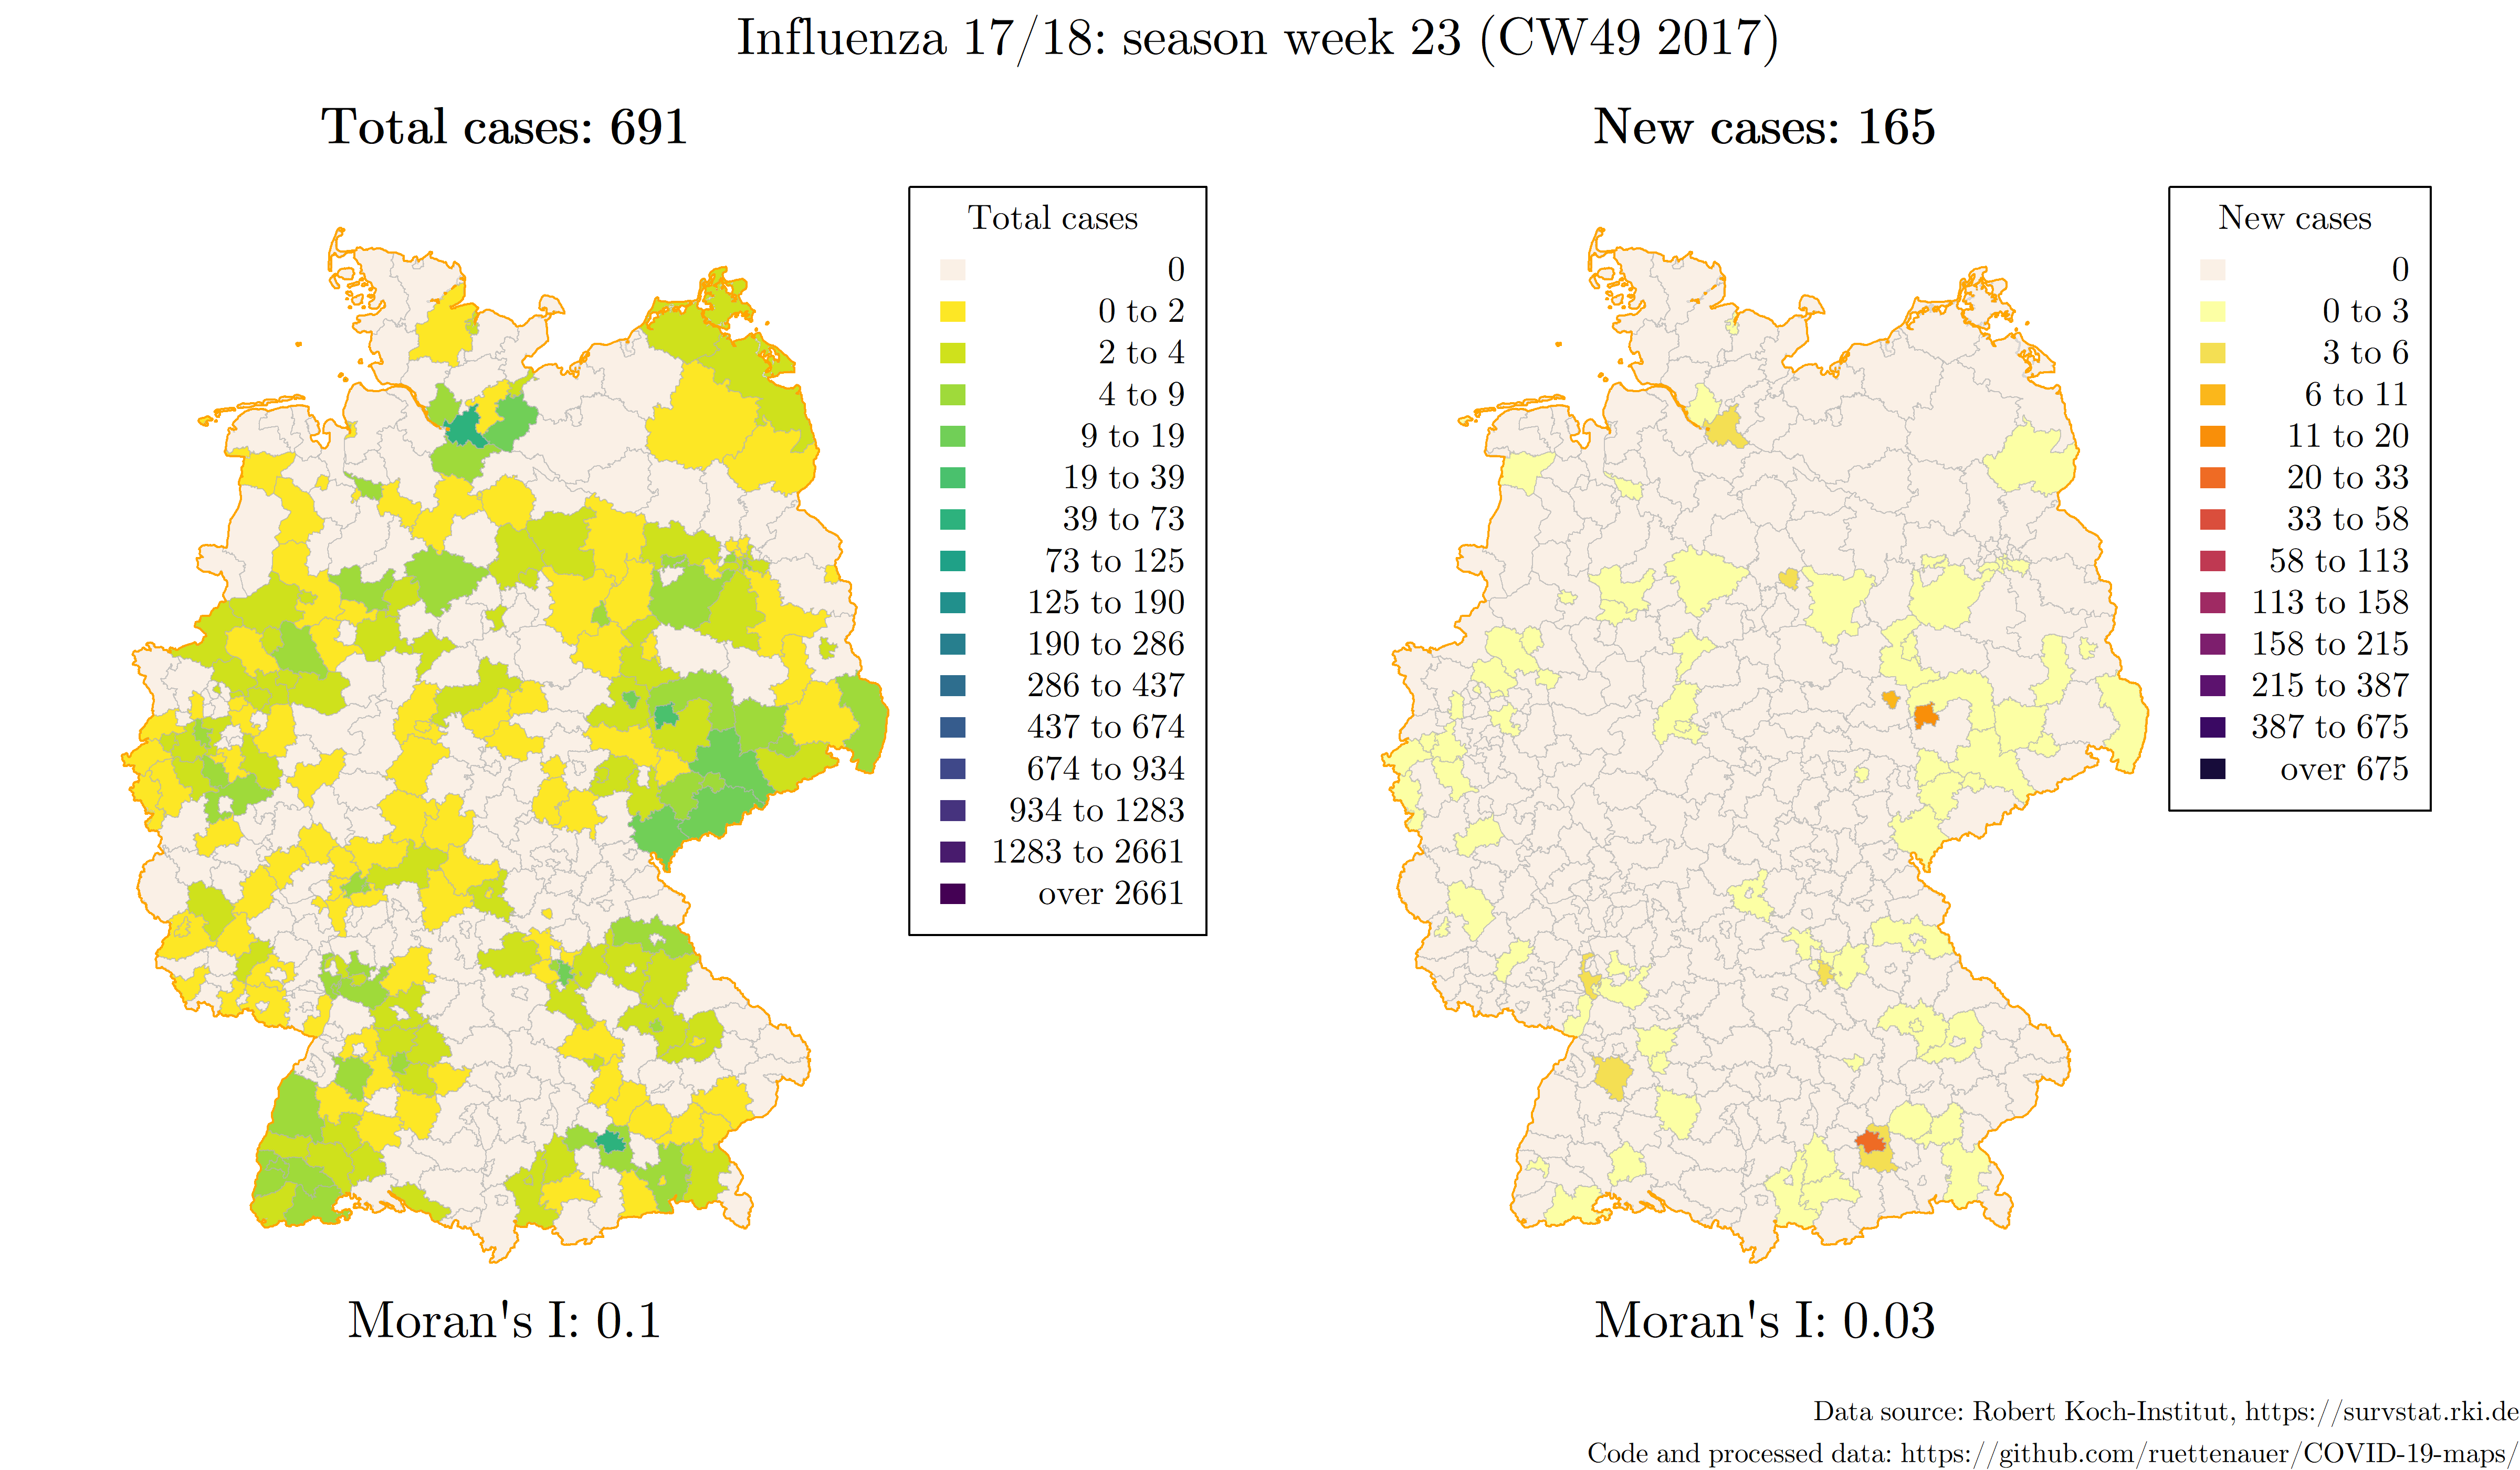 Influenza 17/18: season week 23 (CW49 2017)
Total cases: 691
Total cases
0
0 to 2
2 to 4
4 to 9
9 to 19
19 to 39
39 to 73
73 to 125
125 to 190
190 to 286
286 to 437
437 to 674
674 to 934
934 to 1283
1283 to 2661
over 2661
Moran's I: 0.1
New cases: 165
New cases
0
0 to 3
3 to 6
6 to 11
11 to 20
20 to 33
33 to 58
58 to 113
113 to 158
158 to 215
215 to 387
387 to 675
over 675
Moran's I: 0.03
Data source: Robert Koch-Institut, https://survstat.rki.de
Code and processed data: https://github.com/ruettenauer/COVID-19-maps/